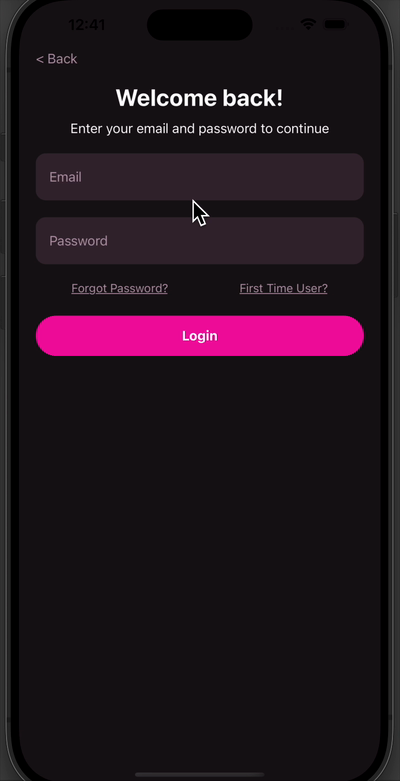 12:41
< Back
Welcome back!
Enter your email and password to continue
Email
Password
Forgot Password? First Time User?
Login